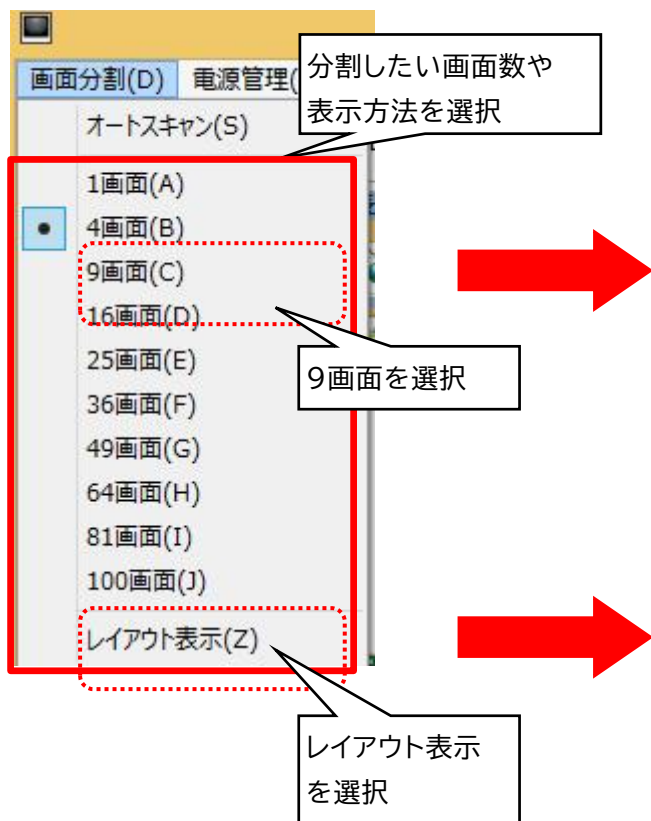 画面分割(D) 電源管理(
分割したい画面数や
表示方法を選択
オートスキャン(S)
1画面(A)
4画面(B)
9画面(C)
16画面(D)
25画面(E)
9画面を選択
36画面(F)
49画面(G)
64画面(H)
81画面(I)
100画面(J)
レイアウト表示(Z)
レイアウト表示
を選択